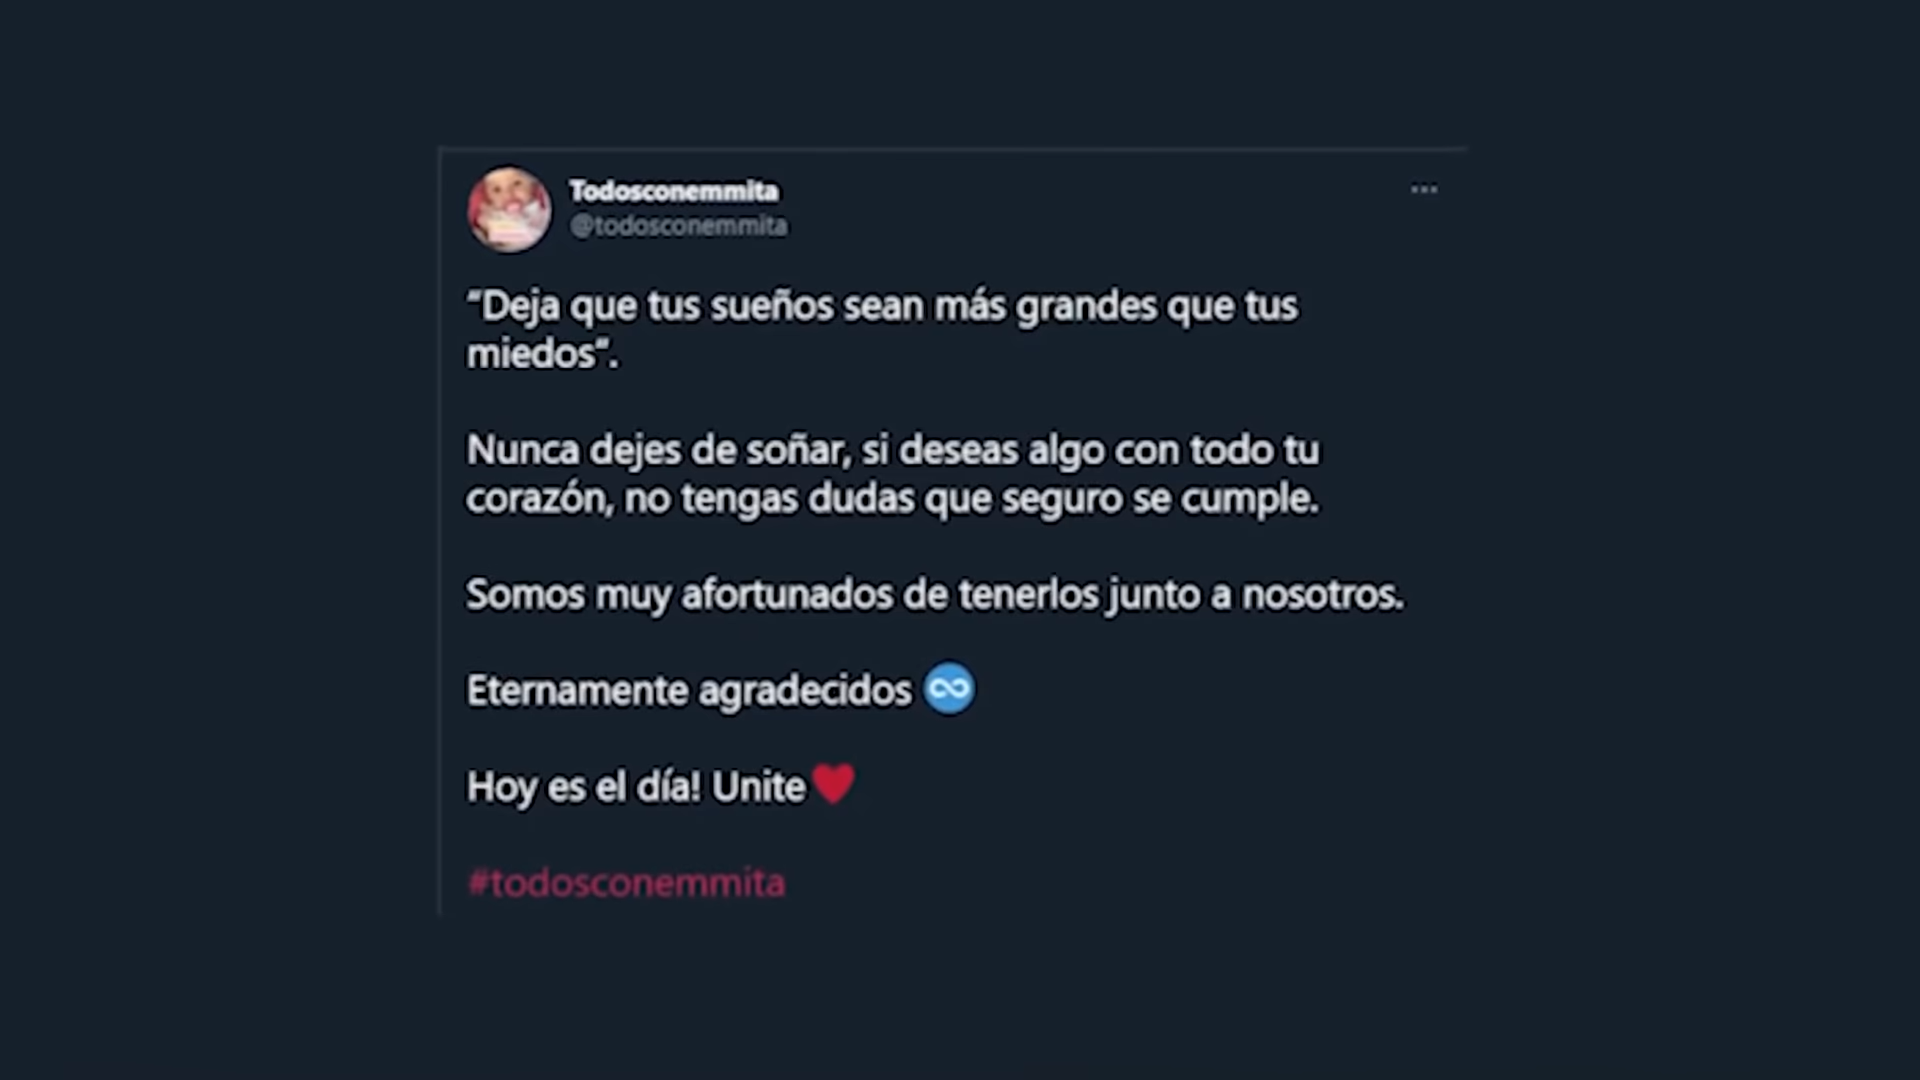 Todosconemmita
@todosconemmita
“Deja que tus sueños sean más grandes que tus
miedos”.
Nunca dejes de soñar, si deseas algo con todo tu
corazón, no tengas dudas que seguro se cumple.
Somos muy afortunados de tenerlos junto a nosotros.
Eternamente agradecidos ♾️
Hoy es el día! Unite❤️
#todosconemmita